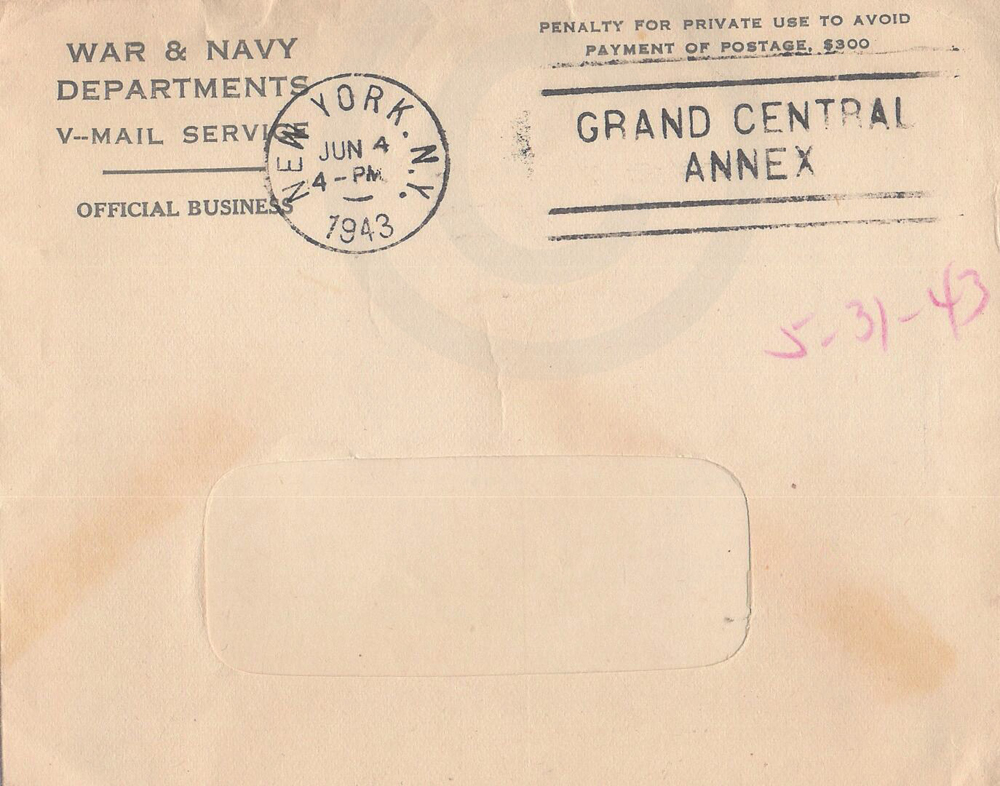 WAR & NAVY
DEPARTMENTS
V--MAIL SERVICE
OFFICIAL BUSINESS
NEW YORK. N.Y.
JUN 4
4-PM
1943
PENALTY FOR PRIVATE USE TO AVOID
PAYMENT OF POSTAGE, $300
GRAND CENTRAL
ANNEX
5-31-43